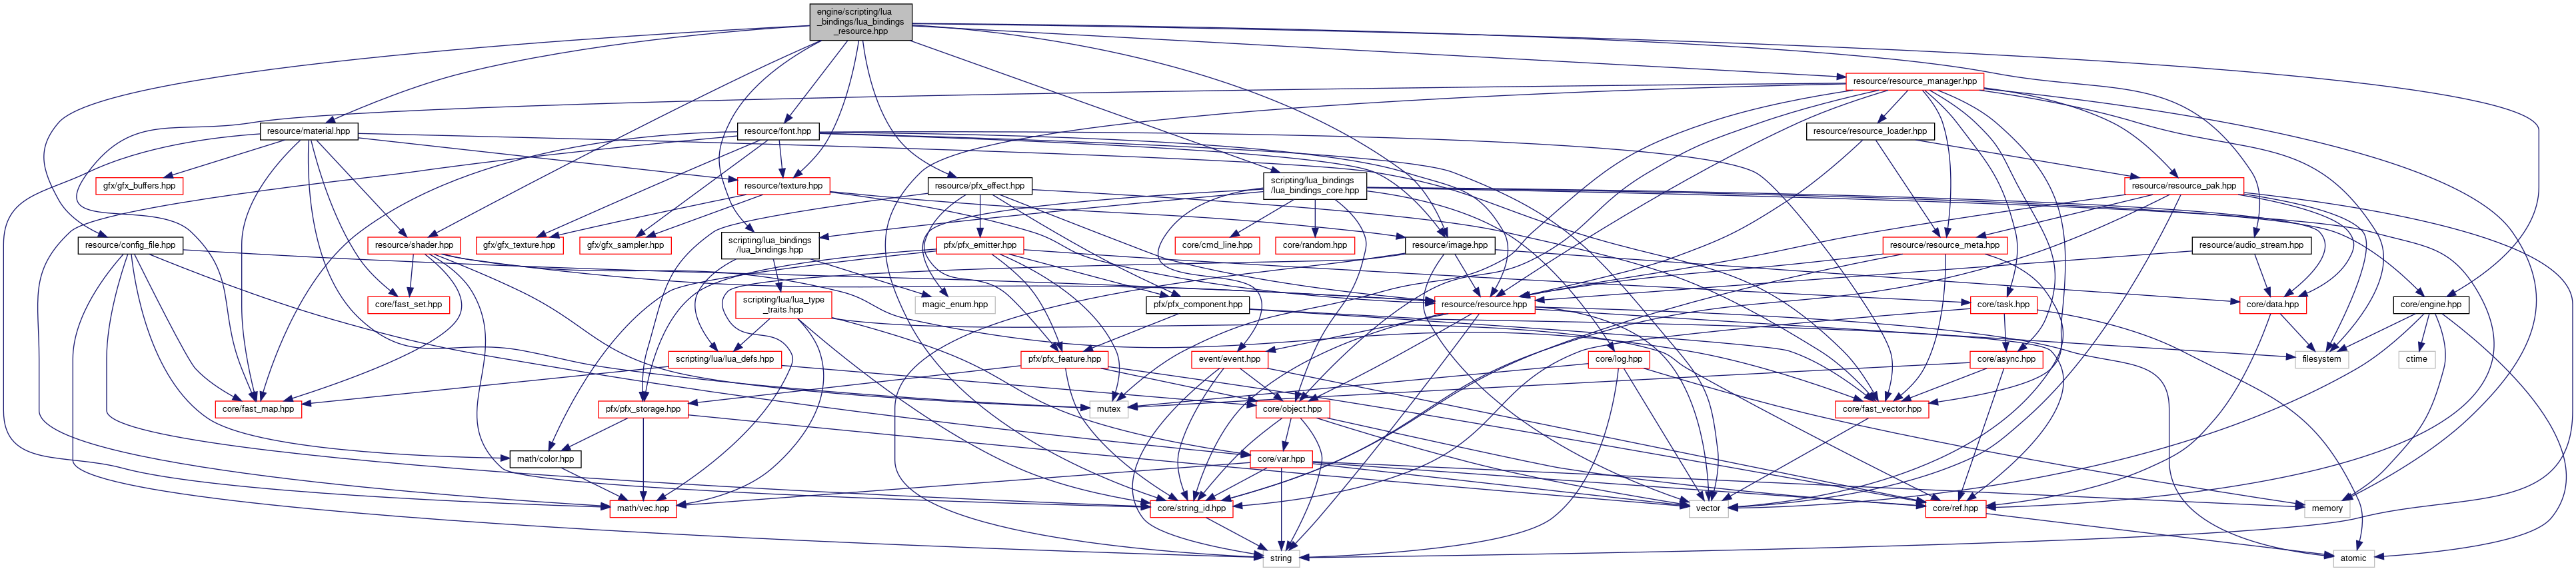 engine/scripting/lua
_bindings/lua_bindings
_resource.hpp
resource/resource_manager.hpp
resource/material.hpp
resource/font.hpp
resource/resource_loader.hpp
gfx/gfx_buffers.hpp
resource/texture.hpp
resource/pfx_effect.hpp
scripting/lua_bindings
/lua_bindings_core.hpp
resource/resource_pak.hpp
resource/config_file.hpp
resource/shader.hpp
gfx/gfx_texture.hpp
gfx/gfx_sampler.hpp
scripting/lua_bindings
/lua_bindings.hpp
pfx/pfx_emitter.hpp
core/cmd_line.hpp
core/random.hpp
resource/image.hpp
resource/resource_meta.hpp
resource/audio_stream.hpp
core/fast_set.hpp
scripting/lua/lua_type
_traits.hpp
magic_enum.hpp
pfx/pfx_component.hpp
resource/resource.hpp
core/task.hpp
core/data.hpp
core/engine.hpp
scripting/lua/lua_defs.hpp
pfx/pfx_feature.hpp
event/event.hpp
core/log.hpp
core/async.hpp
filesystem
ctime
core/fast_map.hpp
pfx/pfx_storage.hpp
mutex
core/object.hpp
core/fast_vector.hpp
math/color.hpp
core/var.hpp
math/vec.hpp
core/string_id.hpp
vector
core/ref.hpp
memory
string
atomic